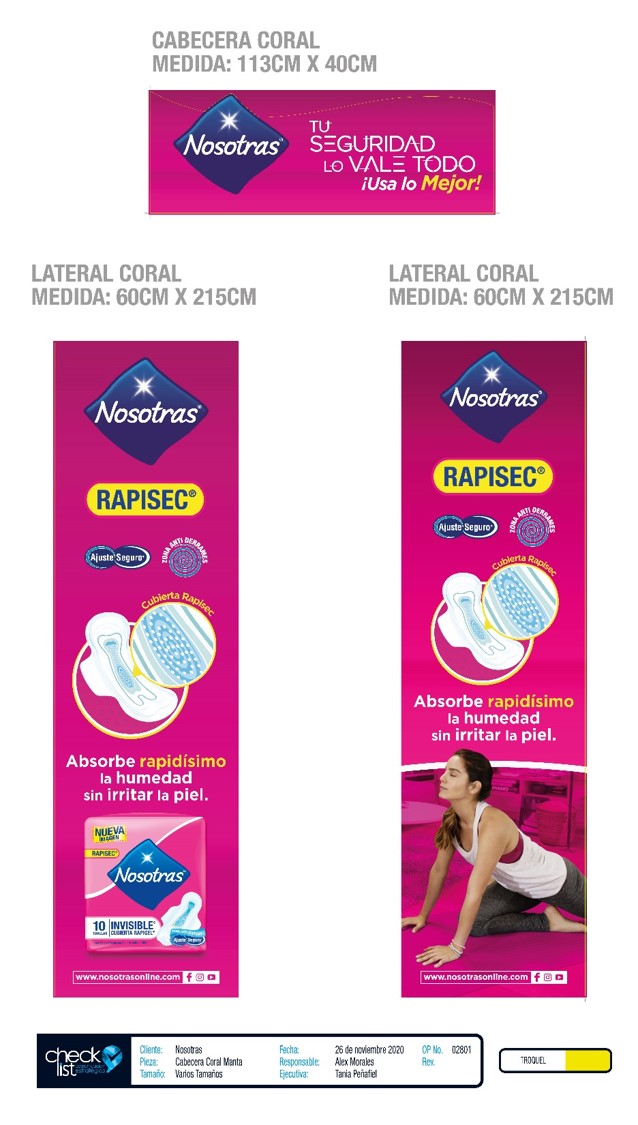 CABECERA CORAL
MEDIDA: 113CM X 40CM
Nosotras®
TU
SEGURIDAD
LO VALE TODO
¡Usa lo Mejor!
LATERAL CORAL
MEDIDA: 60CM X 215CM
Nosotras®
RAPISEC®
Ajuste Seguro®
ZONA ANTI DERRAMES
Cubierta Rapisec
Absorbe rapidísimo
la humedad
sin irritar la piel.
NUEVA
IMAGEN
RAPISEC®
Nosotras®
10
TOALLAS
INVISIBLE®
CUBIERTA RAPIGEL®
Ajuste Seguro
www.nosotrasonline.com
LATERAL CORAL
MEDIDA: 60CM X 215CM
Nosotras®
RAPISEC®
Ajuste Seguro®
ZONA ANTI DERRAMES
Cubierta Rapisec
Absorbe rapidísimo
la humedad
sin irritar la piel.
www.nosotrasonline.com
check
list
Cliente: Nosotras
Pieza: Cabecera Coral Manta
Tamaño: Varios Tamaños
Fecha: 26 de noviembre 2020
Responsable: Alex Morales
Ejecutiva: Tania Peñafiel
OP No. 02801
Rev.
TROQUEL